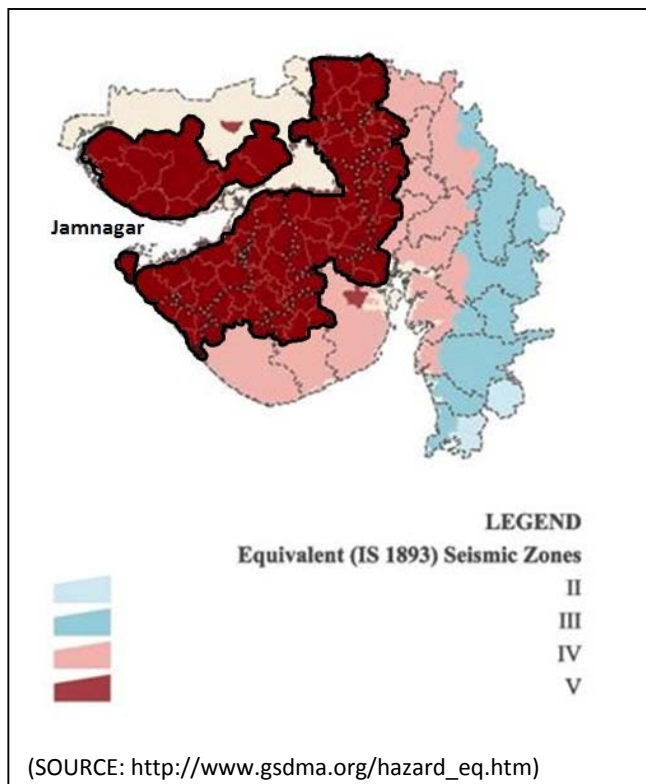 Jamnagar
LEGEND
Equivalent (IS 1893) Seismic Zones
II
III
IV
V
(SOURCE: http://www.gsdma.org/hazard_eq.htm)